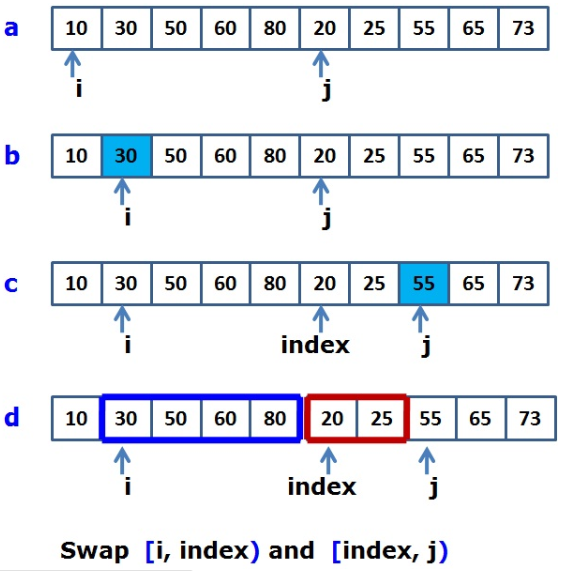 a 10 30 50 60 80 20 25 55 65 73
i j
b 10 30 50 60 80 20 25 55 65 73
i j
c 10 30 50 60 80 20 25 55 65 73
i index j
d 10 30 50 60 80 20 25 55 65 73
i index j
Swap [i, index) and [index, j)